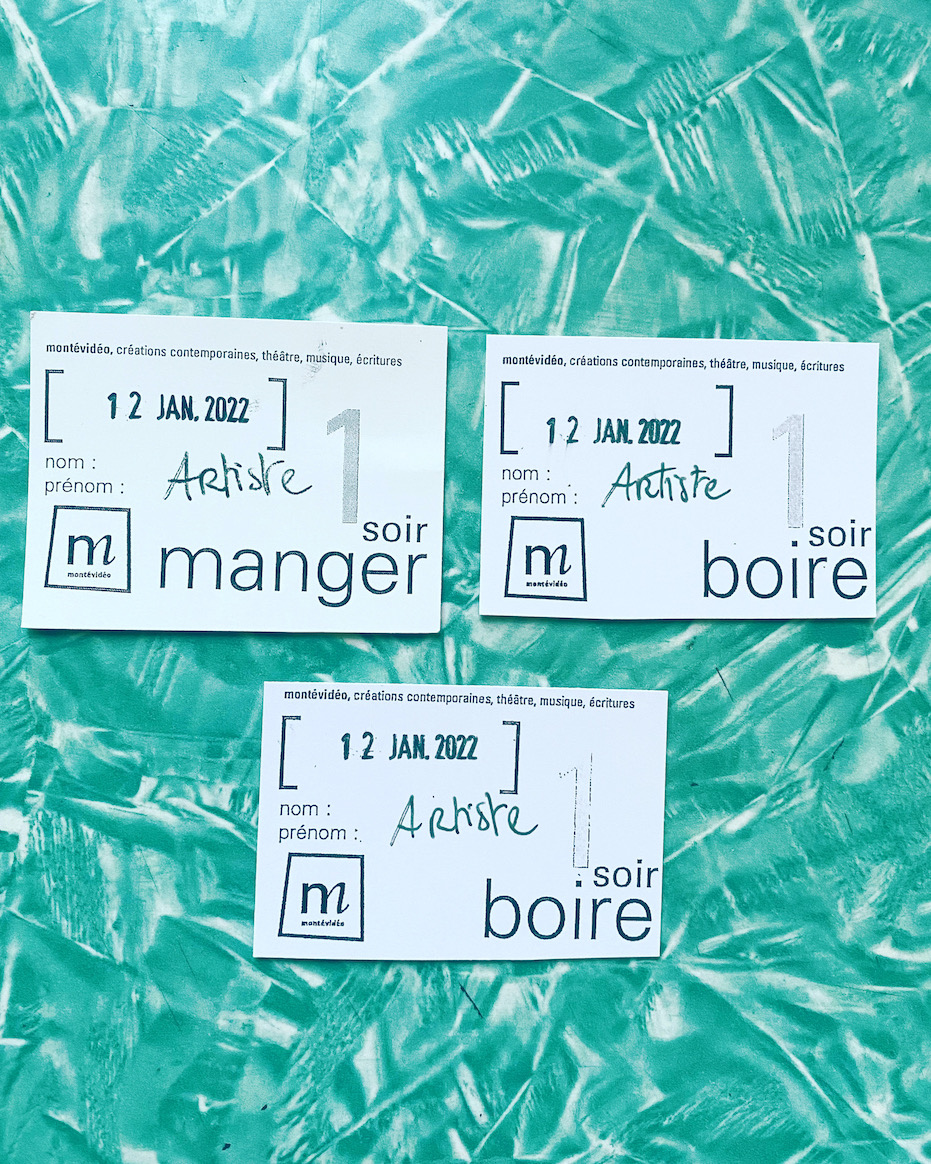 montévidéo, créations contemporaines, théâtre, musique, écritures
[ 12 JAN. 2022 ]
nom :
prénom :
Artiste
1
soir
manger
m
montévidéo
montévidéo, créations contemporaines, théâtre, musique, écritures
[ 12 JAN. 2022 ]
nom :
prénom :
Artiste
1
soir
boire
m
montévidéo
montévidéo, créations contemporaines, théâtre, musique, écritures
[ 12 JAN. 2022 ]
nom :
prénom :
Artiste
1
soir
boire
m
montévidéo